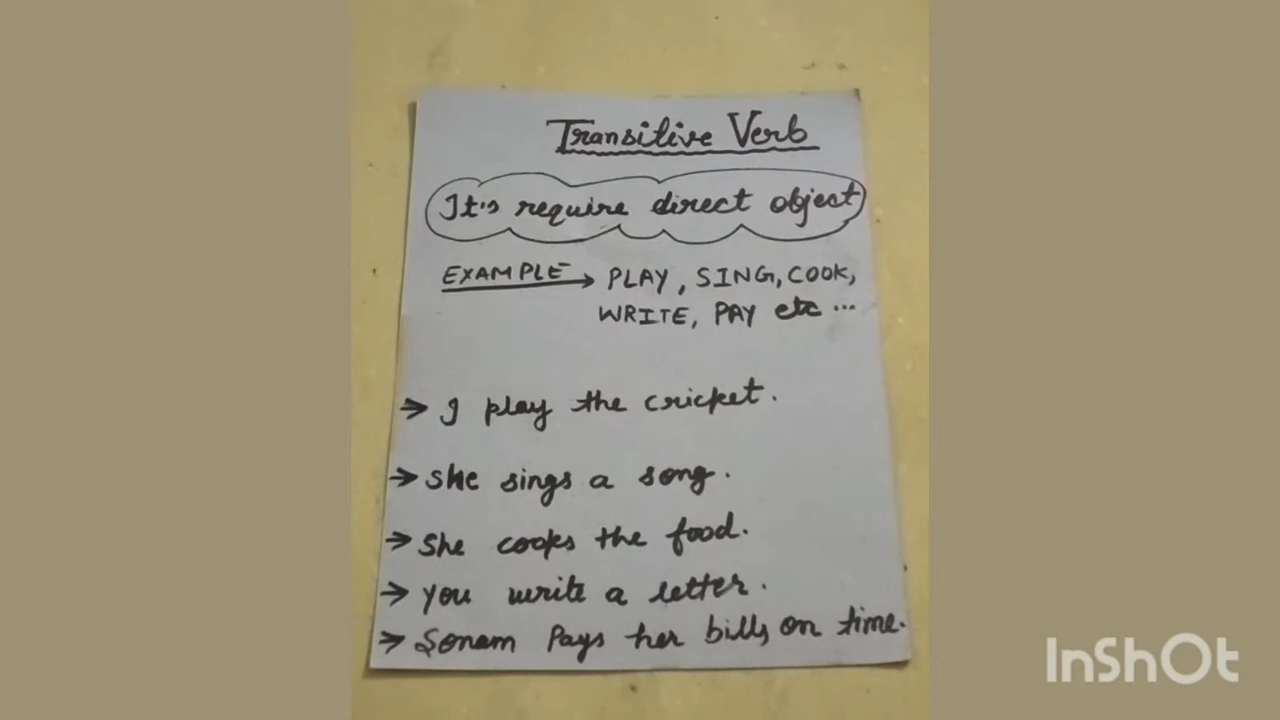 Transitive Verb
It's require direct object
EXAMPLE → PLAY, SING, COOK,
WRITE, PAY etc ...
→ I play the cricket.
→ She sings a song.
→ She cooks the food.
→ You write a letter.
→ Sonam Pays her bills on time.
InShOt